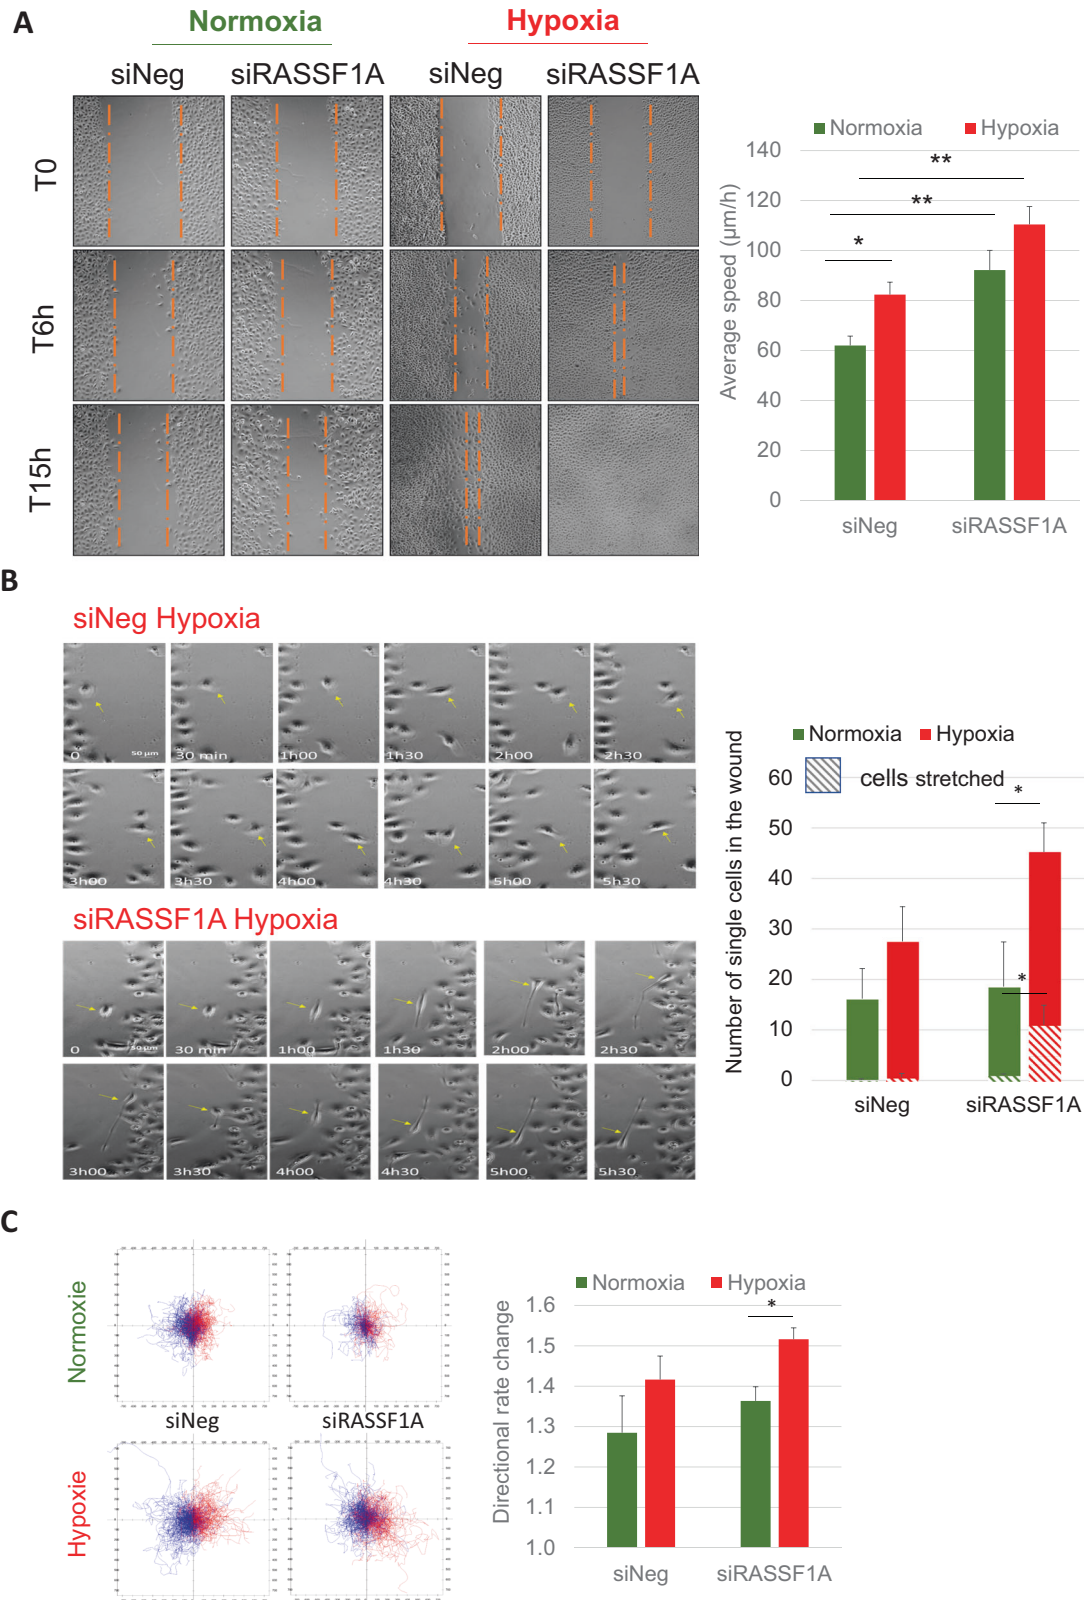 A
Normoxia
Hypoxia
siNeg
siRASSF1A
siNeg
siRASSF1A
T0
T6h
T15h
Normoxia
Hypoxia
Average speed (µm/h)
140
120
100
80
60
40
20
0
**
**
*
siNeg
siRASSF1A
B
siNeg Hypoxia
0
50 µm
30 min
1h00
1h30
2h00
2h30
3h00
3h30
4h00
4h30
5h00
5h30
siRASSF1A Hypoxia
0
50 µm
30 min
1h00
1h30
2h00
2h30
3h00
3h30
4h00
4h30
5h00
5h30
Normoxia
Hypoxia
cells stretched
Number of single cells in the wound
60
50
40
30
20
10
0
*
*
siNeg
siRASSF1A
C
Normoxie
siNeg
siRASSF1A
Hypoxie
Normoxia
Hypoxia
Directional rate change
1.6
1.5
1.4
1.3
1.2
1.1
1.0
*
siNeg
siRASSF1A